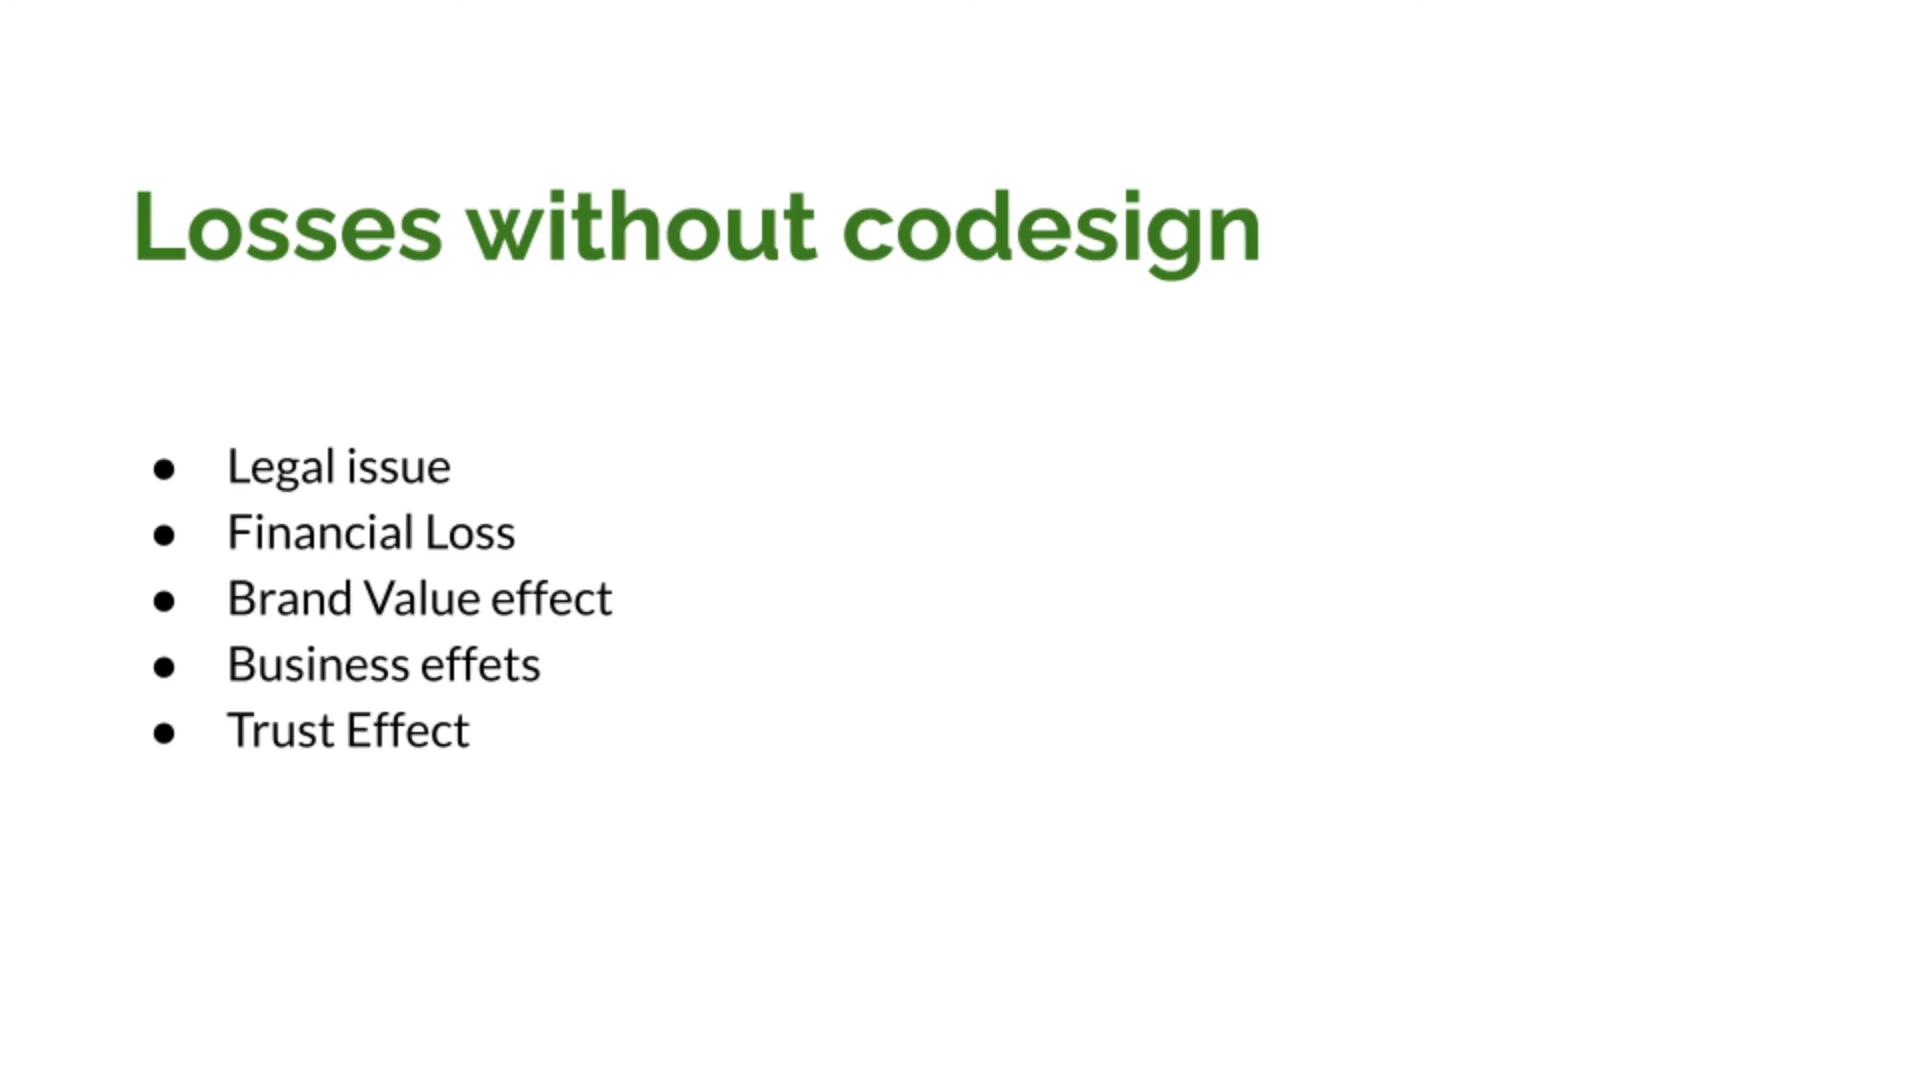 Losses without codesign
● Legal issue
● Financial Loss
● Brand Value effect
● Business effets
● Trust Effect